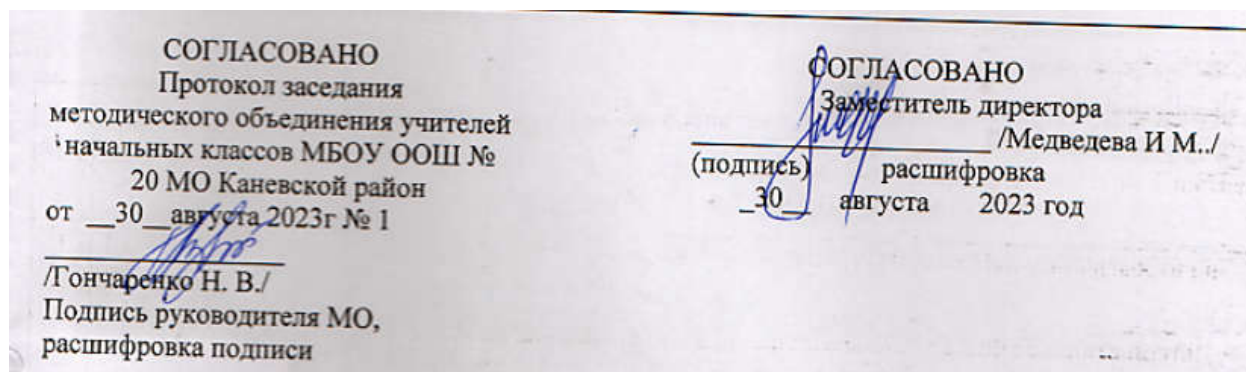 СОГЛАСОВАНО
Протокол заседания
методического объединения учителей
начальных классов МБОУ ООШ №
20 МО Каневской район
от __30__августа 2023г № 1
/Гончаренко Н. В./
Подпись руководителя МО,
расшифровка подписи
СОГЛАСОВАНО
Заместитель директора
/Медведева И М../
(подпись) расшифровка
_30__ августа 2023 год